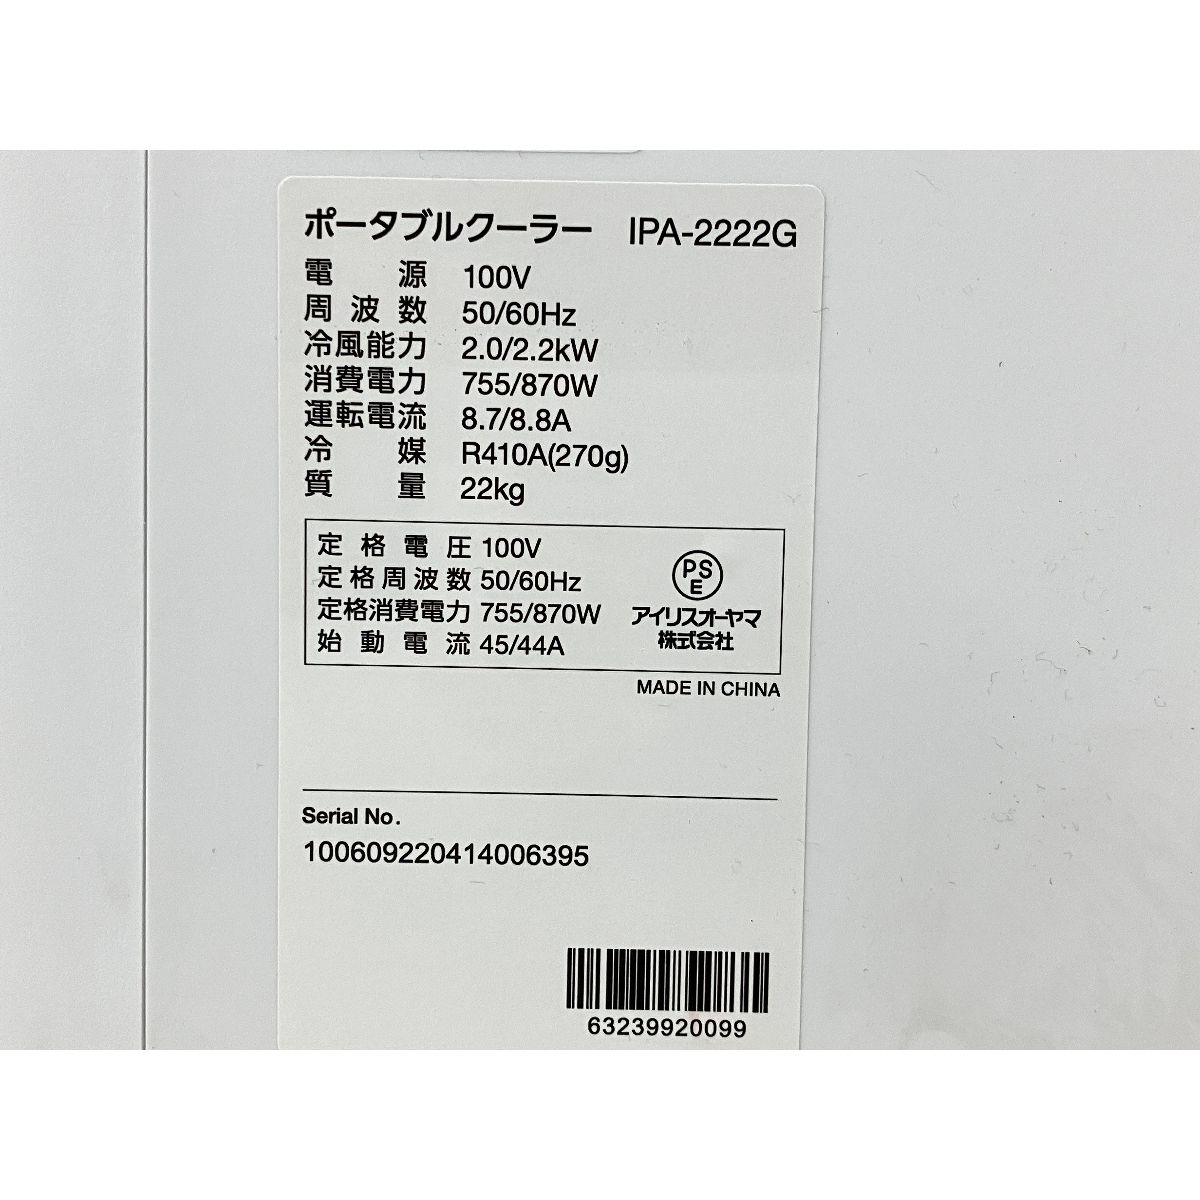 ポータブルクーラー IPA-2222G
電源 100V
周波数 50/60Hz
冷風能力 2.0/2.2kW
消費電力 755/870W
運転電流 8.7/8.8A
冷媒 R410A(270g)
質量 22kg
定格電圧 100V
定格周波数 50/60Hz
定格消費電力 755/870W
始動電流 45/44A
PS
E
アイリスオーヤマ
株式会社
MADE IN CHINA
Serial No.
100609220414006395
63239920099